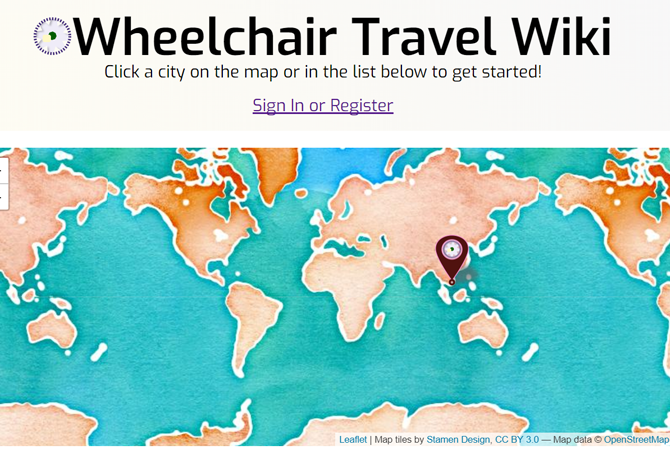 Wheelchair Travel Wiki
Click a city on the map or in the list below to get started!
Sign In or Register
Leaflet | Map tiles by Stamen Design, CC BY 3.0 — Map data © OpenStreetMap